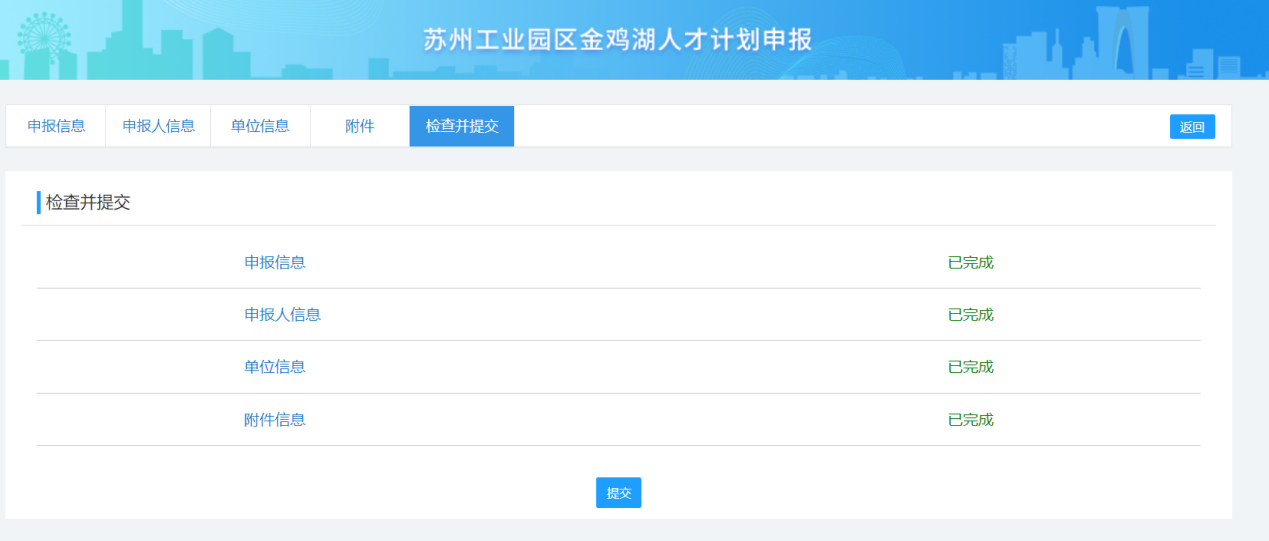 苏州工业园区金鸡湖人才计划申报
申报信息 申报人信息 单位信息 附件 检查并提交 返回
检查并提交
申报信息 已完成
申报人信息 已完成
单位信息 已完成
附件信息 已完成
提交